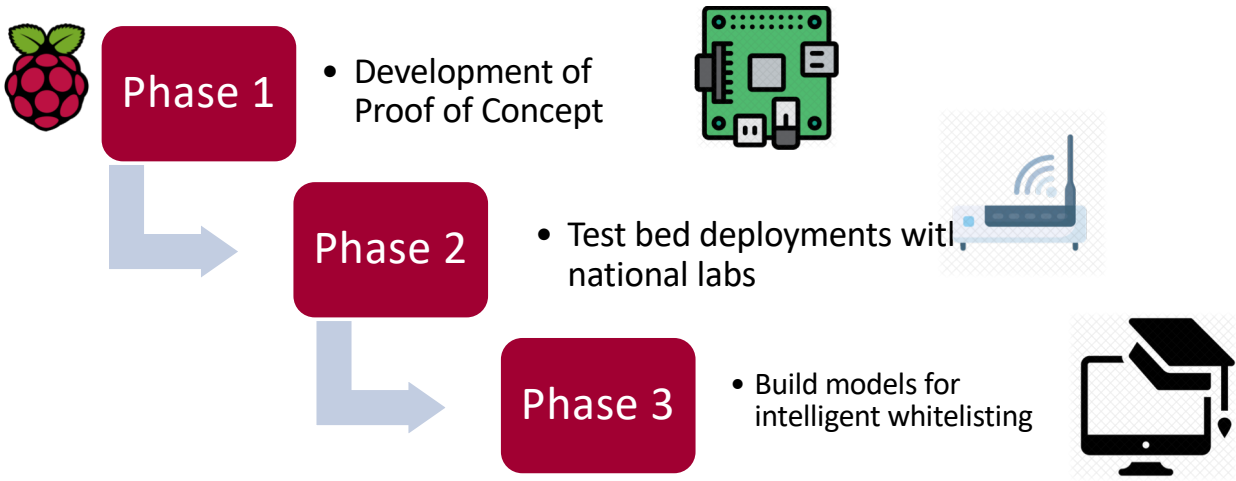 Phase 1
• Development of
Proof of Concept
Phase 2
• Test bed deployments with
national labs
Phase 3
• Build models for
intelligent whitelisting